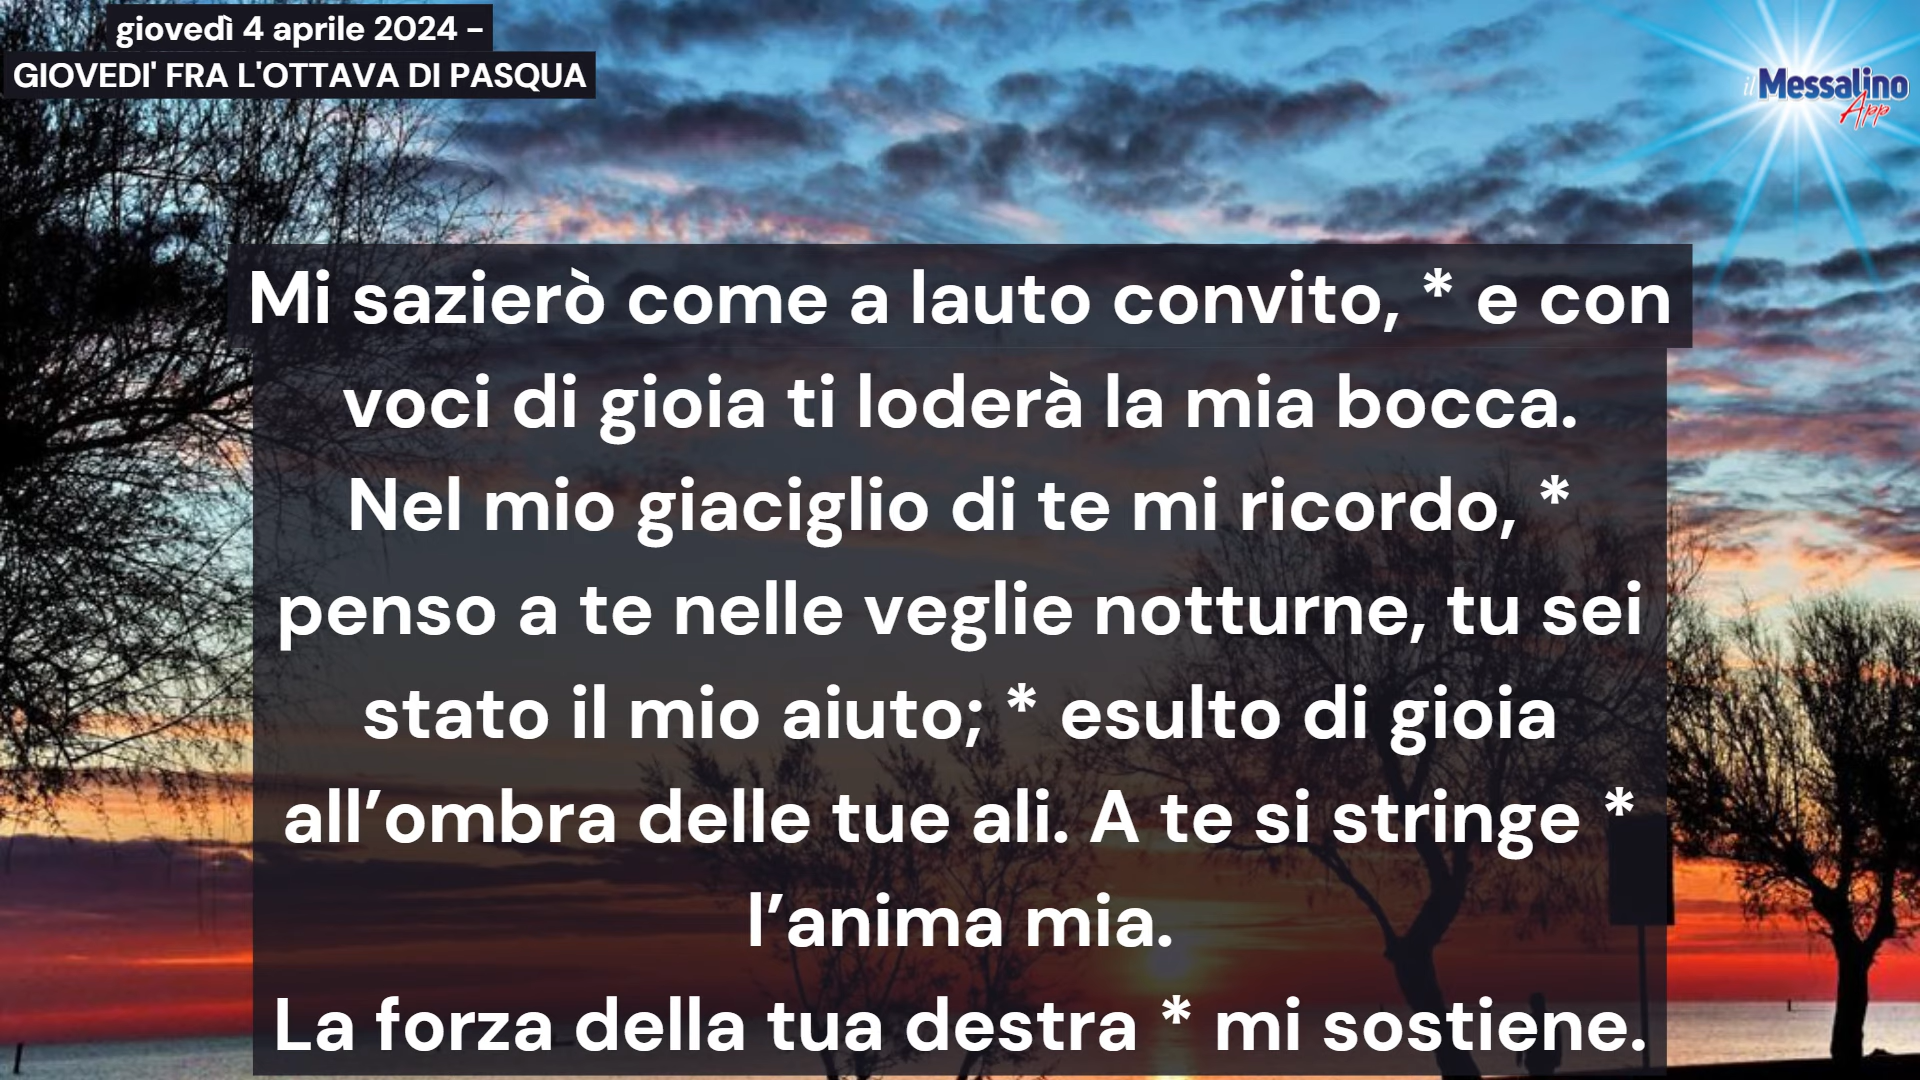 giovedì 4 aprile 2024 -
GIOVEDI' FRA L'OTTAVA DI PASQUA
il Messalino
App
Mi sazierò come a lauto convito, * e con
voci di gioia ti loderà la mia bocca.
Nel mio giaciglio di te mi ricordo, *
penso a te nelle veglie notturne, tu sei
stato il mio aiuto; * esulto di gioia
all’ombra delle tue ali. A te si stringe *
l’anima mia.
La forza della tua destra * mi sostiene.